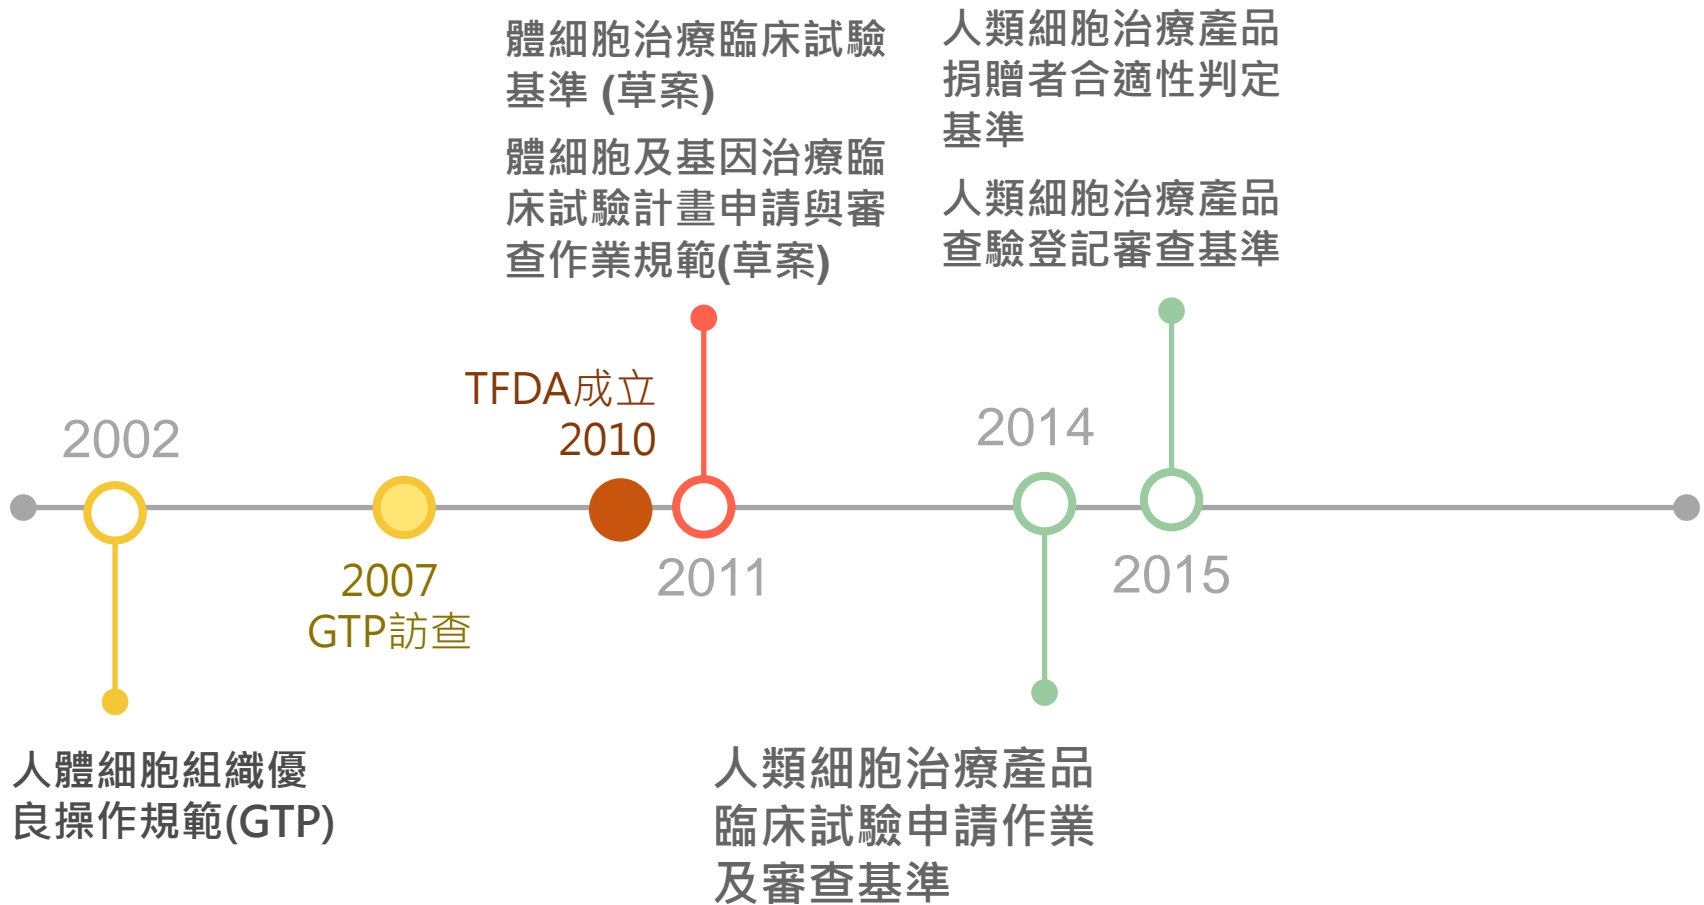 體細胞治療臨床試驗
基準 (草案)
體細胞及基因治療臨
床試驗計畫申請與審
查作業規範(草案)
人類細胞治療產品
捐贈者合適性判定
基準
人類細胞治療產品
查驗登記審查基準
TFDA成立
2010
2002
2014
2007
GTP訪查
2011
2015
人體細胞組織優
良操作規範(GTP)
人類細胞治療產品
臨床試驗申請作業
及審查基準